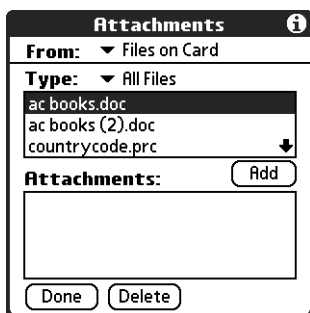 Attachments
From: Files on Card
Type: All Files
ac books.doc
ac books (2).doc
countrycode.prc
Attachments:
Add
Done Delete